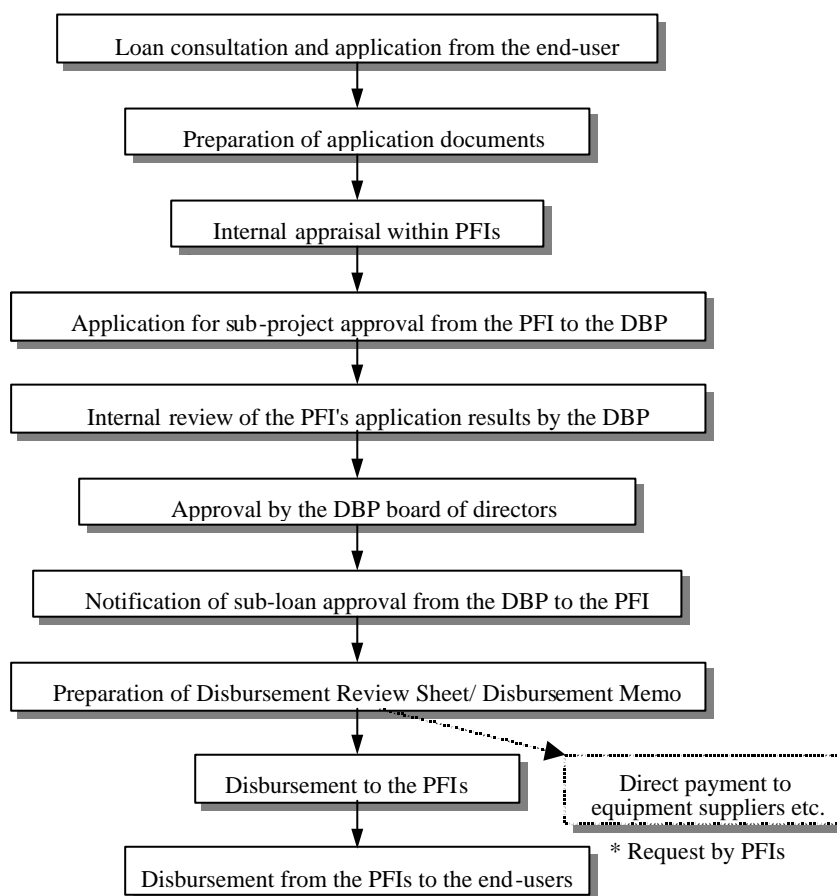 Loan consultation and application from the end-user
Preparation of application documents
Internal appraisal within PFIs
Application for sub-project approval from the PFI to the DBP
Internal review of the PFI's application results by the DBP
Approval by the DBP board of directors
Notification of sub-loan approval from the DBP to the PFI
Preparation of Disbursement Review Sheet/ Disbursement Memo
Disbursement to the PFIs
Direct payment to
equipment suppliers etc.
* Request by PFIs
Disbursement from the PFIs to the end-users